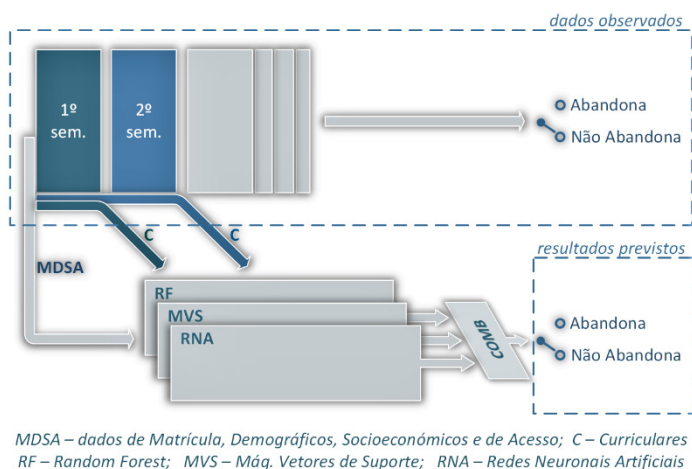 dados observados
1º
sem.
2º
sem.
Abandona
Não Abandona
C
C
MDSA
resultados previstos
RF
MVS
RNA
COMB
Abandona
Não Abandona
MDSA – dados de Matrícula, Demográficos, Socioeconómicos e de Acesso; C – Curriculares
RF – Random Forest; MVS – Máq. Vetores de Suporte; RNA – Redes Neuronais Artificiais